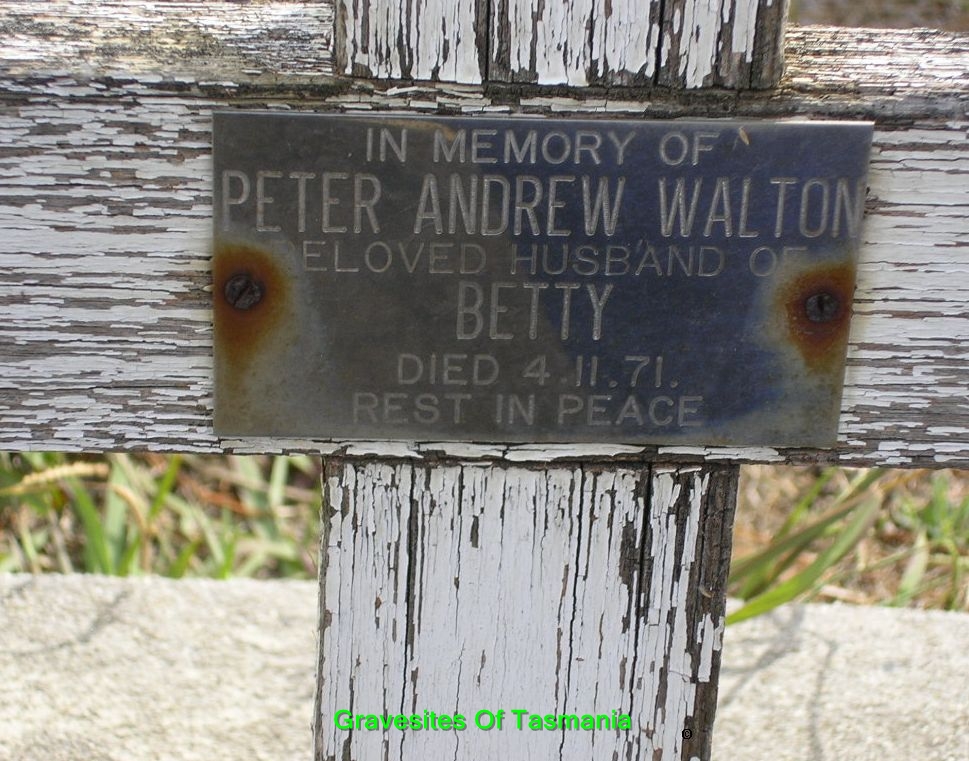 IN MEMORY OF
PETER ANDREW WALTON
BELOVED HUSBAND OF
BETTY
DIED 4.11.71.
REST IN PEACE
Gravesites Of Tasmania
©